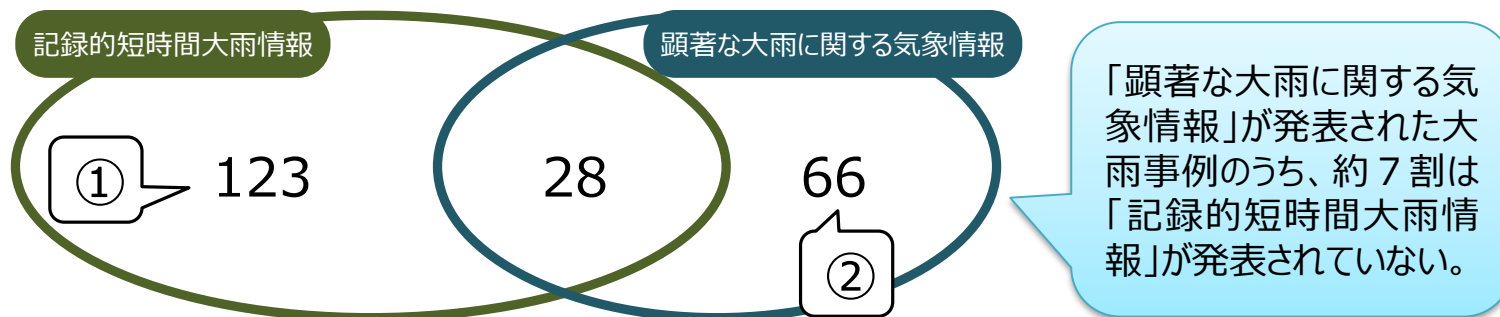 記録的短時間大雨情報
顕著な大雨に関する気象情報
①
123
28
66
②
「顕著な大雨に関する気
象情報」が発表された大
雨事例のうち、約７割は
「記録的短時間大雨情
報」が発表されていない。